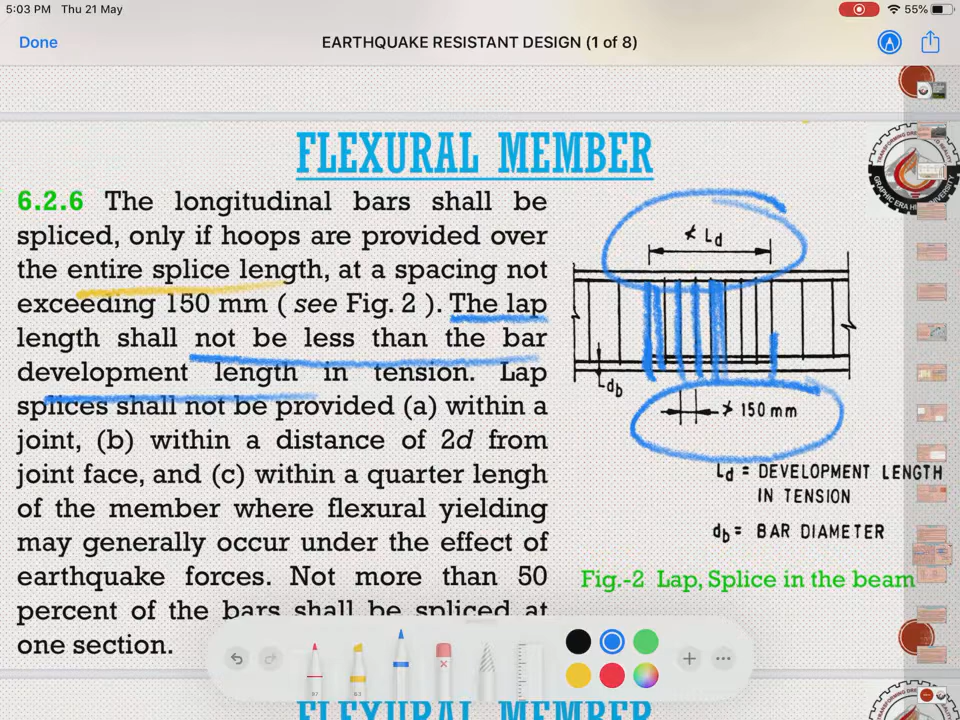 5:03 PM Thu 21 May
55%
Done
EARTHQUAKE RESISTANT DESIGN (1 of 8)
FLEXURAL MEMBER
6.2.6 The longitudinal bars shall be
spliced, only if hoops are provided over
the entire splice length, at a spacing not
exceeding 150 mm ( see Fig. 2 ). The lap
length shall not be less than the bar
development length in tension. Lap
splices shall not be provided (a) within a
joint, (b) within a distance of 2d from
joint face, and (c) within a quarter lengh
of the member where flexural yielding
may generally occur under the effect of
earthquake forces. Not more than 50
percent of the bars shall be spliced at
one section.
≮ Ld
db
≯ 150 mm
Ld = DEVELOPMENT LENGTH
IN TENSION
db = BAR DIAMETER
Fig.-2 Lap, Splice in the beam
FLEXURAL MEMBER